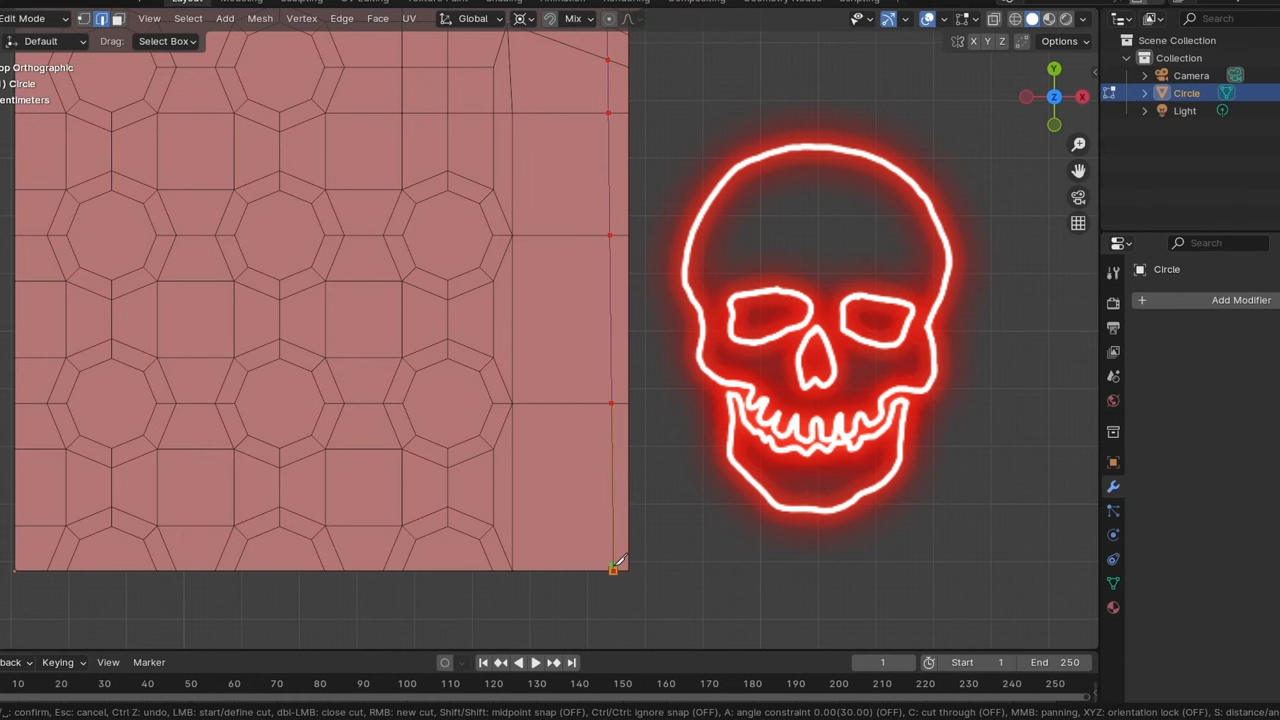 dit Mode View Select Add Mesh Vertex Edge Face UV Global Mix Search
Default Drag: Select Box X Y Z Options
op Orthographic
) Circle
entimeters
Y
Z
X
Scene Collection
Collection
Camera
Circle
Light
Search
Circle
+ Add Modifier
back Keying View Marker 1 Start 1 End 250
10 20 30 40 50 60 70 80 90 100 110 120 130 140 150 160 170 180 190 200 210 220 230 240 250
: confirm, Esc: cancel, Ctrl Z: undo, LMB: start/define cut, dbl-LMB: close cut, RMB: new cut, Shift/Shift: midpoint snap (OFF), Ctrl/Ctrl: ignore snap (OFF), A: angle constraint 0.00(30.00) (OFF), C: cut through (OFF), MMB: panning, XYZ: orientation lock (OFF), S: distance/an